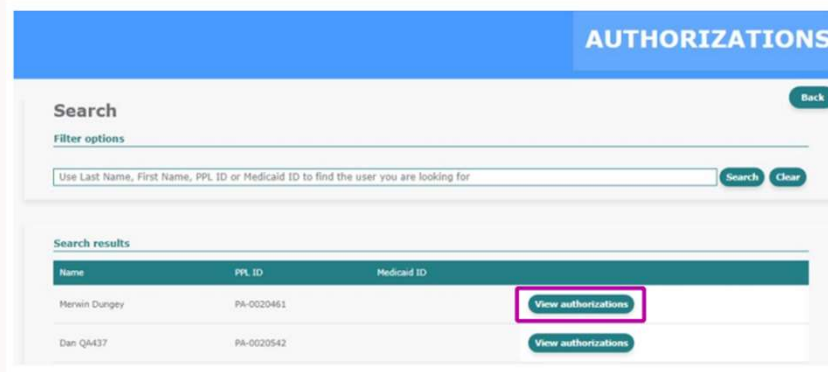 AUTHORIZATIONS
Back
Search
Filter options
Use Last Name, First Name, PPL ID or Medicaid ID to find the user you are looking for Search Clear
Search results
Name PPL ID Medicaid ID
Merwin Dungey PA-0020461 View authorizations
Dan QA437 PA-0020542 View authorizations